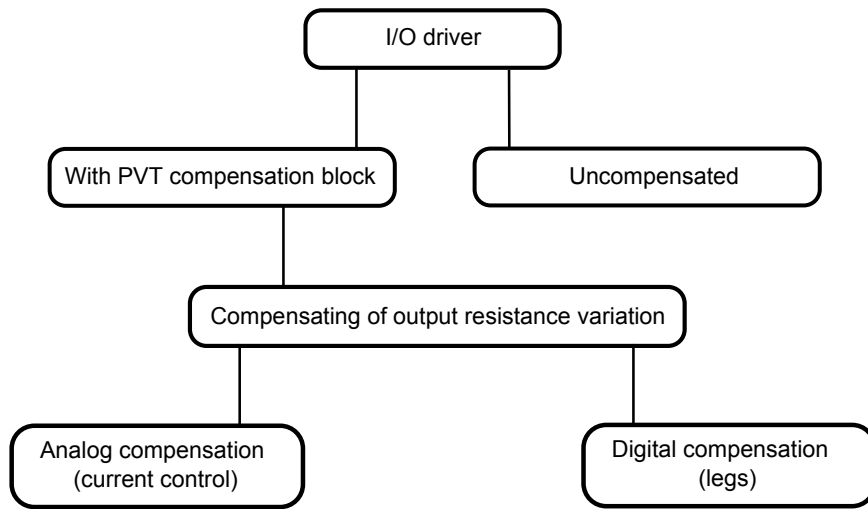 I/O driver
With PVT compensation block
Uncompensated
Compensating of output resistance variation
Analog compensation
(current control)
Digital compensation
(legs)